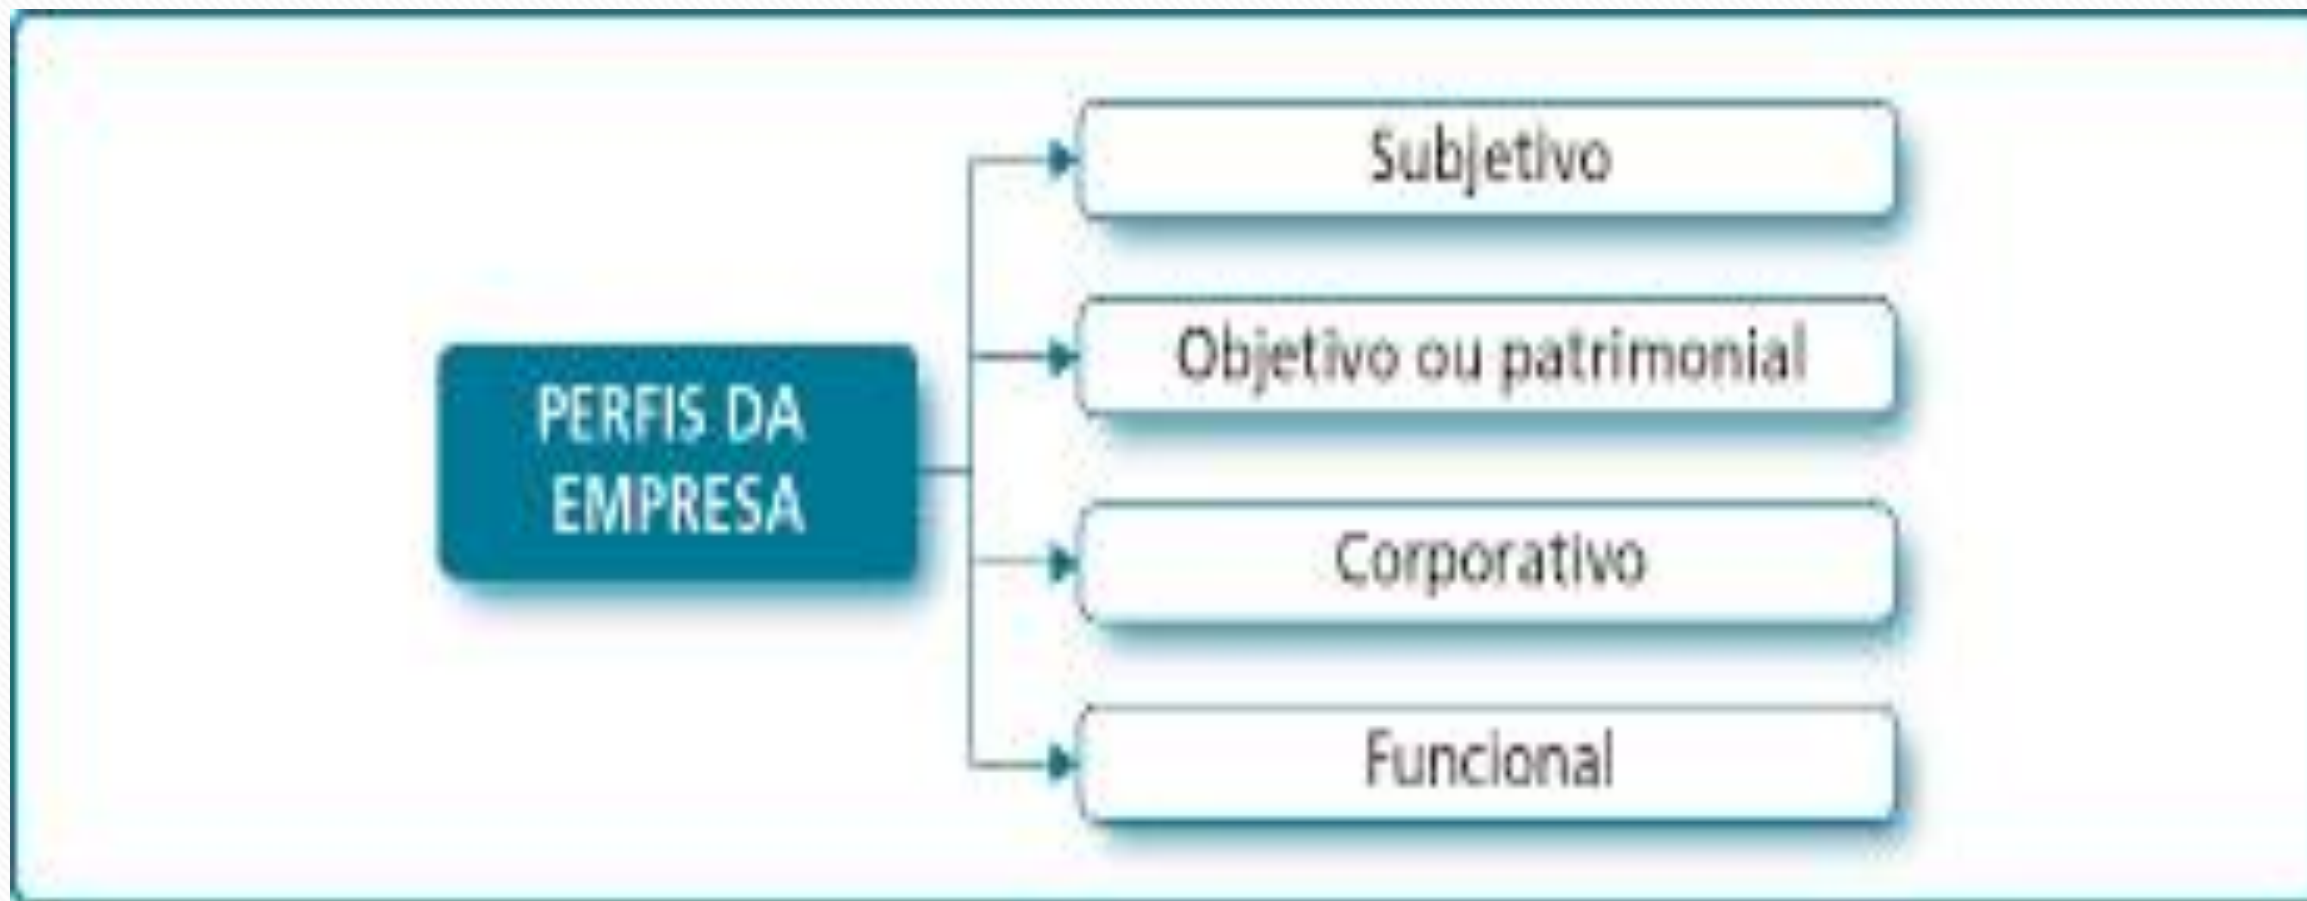 PERFIS DA
EMPRESA
Subjetivo
Objetivo ou patrimonial
Corporativo
Funcional